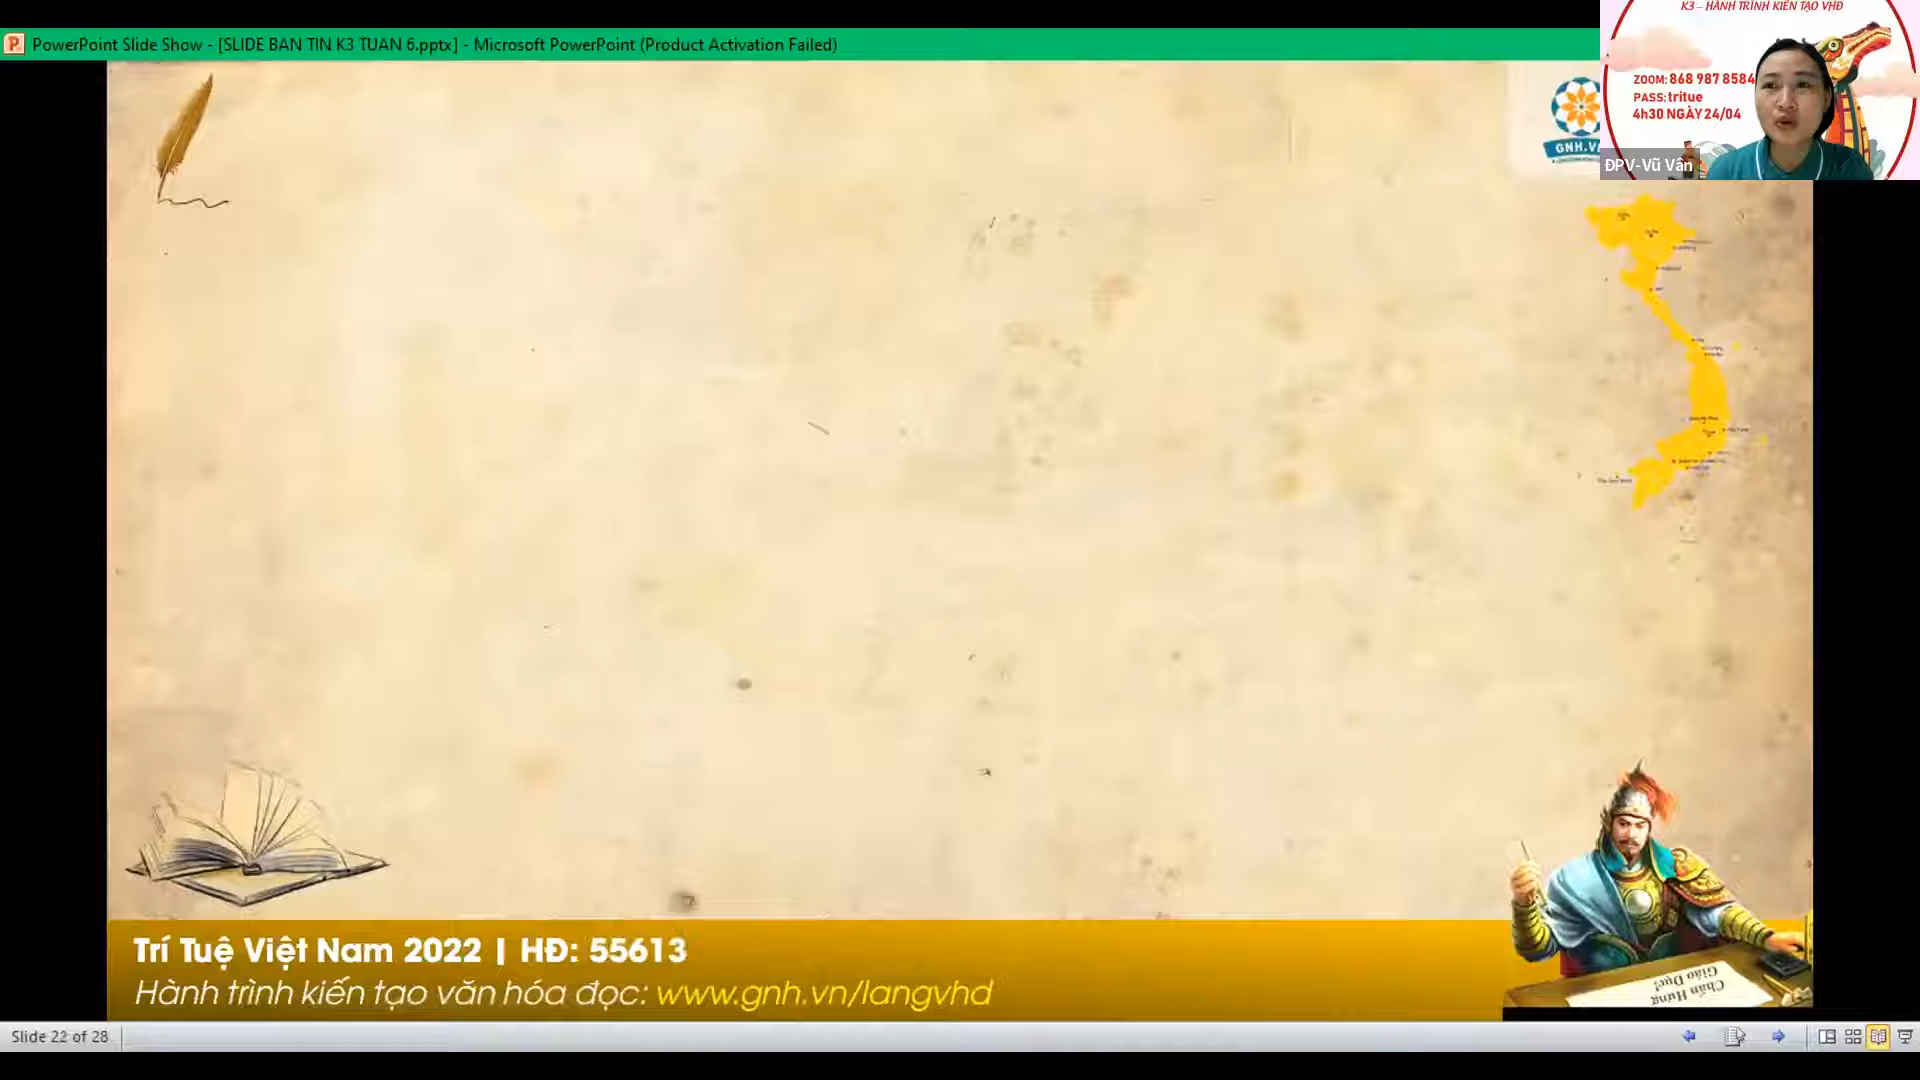 PowerPoint Slide Show - [SLIDE BAN TIN K3 TUAN 6.pptx] - Microsoft PowerPoint (Product Activation Failed)
K3 – HÀNH TRÌNH KIẾN TẠO VHĐ
ZOOM: 868 987 8584
PASS: tritue
4h30 NGÀY 24/04
ĐPV-Vũ Vân
GNH.V
Chấn Hưng
Giáo Dục!
Trí Tuệ Việt Nam 2022 | HĐ: 55613
Hành trình kiến tạo văn hóa đọc: www.gnh.vn/langvhd
Slide 22 of 28